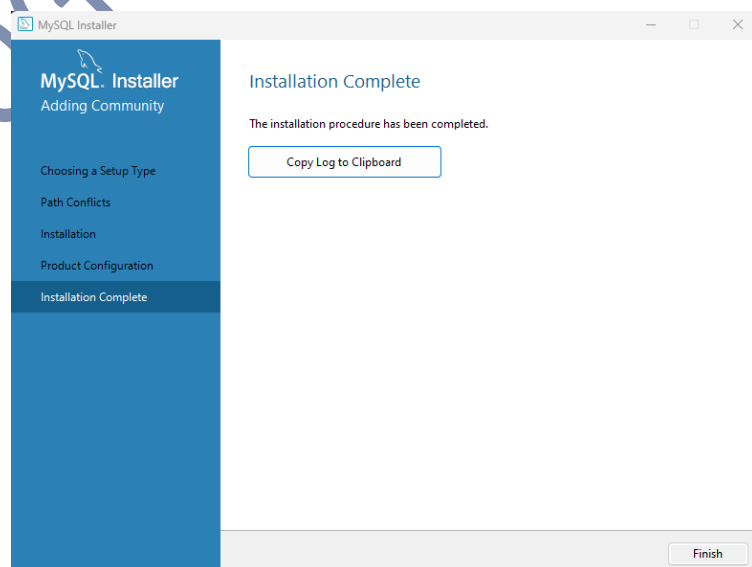 MySQL Installer
MySQL. Installer
Adding Community
Choosing a Setup Type
Path Conflicts
Installation
Product Configuration
Installation Complete
Installation Complete
The installation procedure has been completed.
Copy Log to Clipboard
Finish